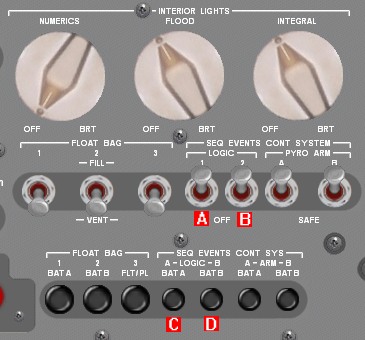 INTERIOR LIGHTS
NUMERICS FLOOD INTEGRAL
OFF BRT OFF BRT OFF BRT
FLOAT BAG SEQ EVENTS CONT SYSTEM
1 2 3 LOGIC PYRO ARM
FILL 1 2 A B
VENT A OFF B SAFE
FLOAT BAG SEQ EVENTS CONT SYS
1 2 3 A-LOGIC-B A-ARM-B
BAT A BAT B FLT/PL BAT A BAT B BAT A BAT B
C D